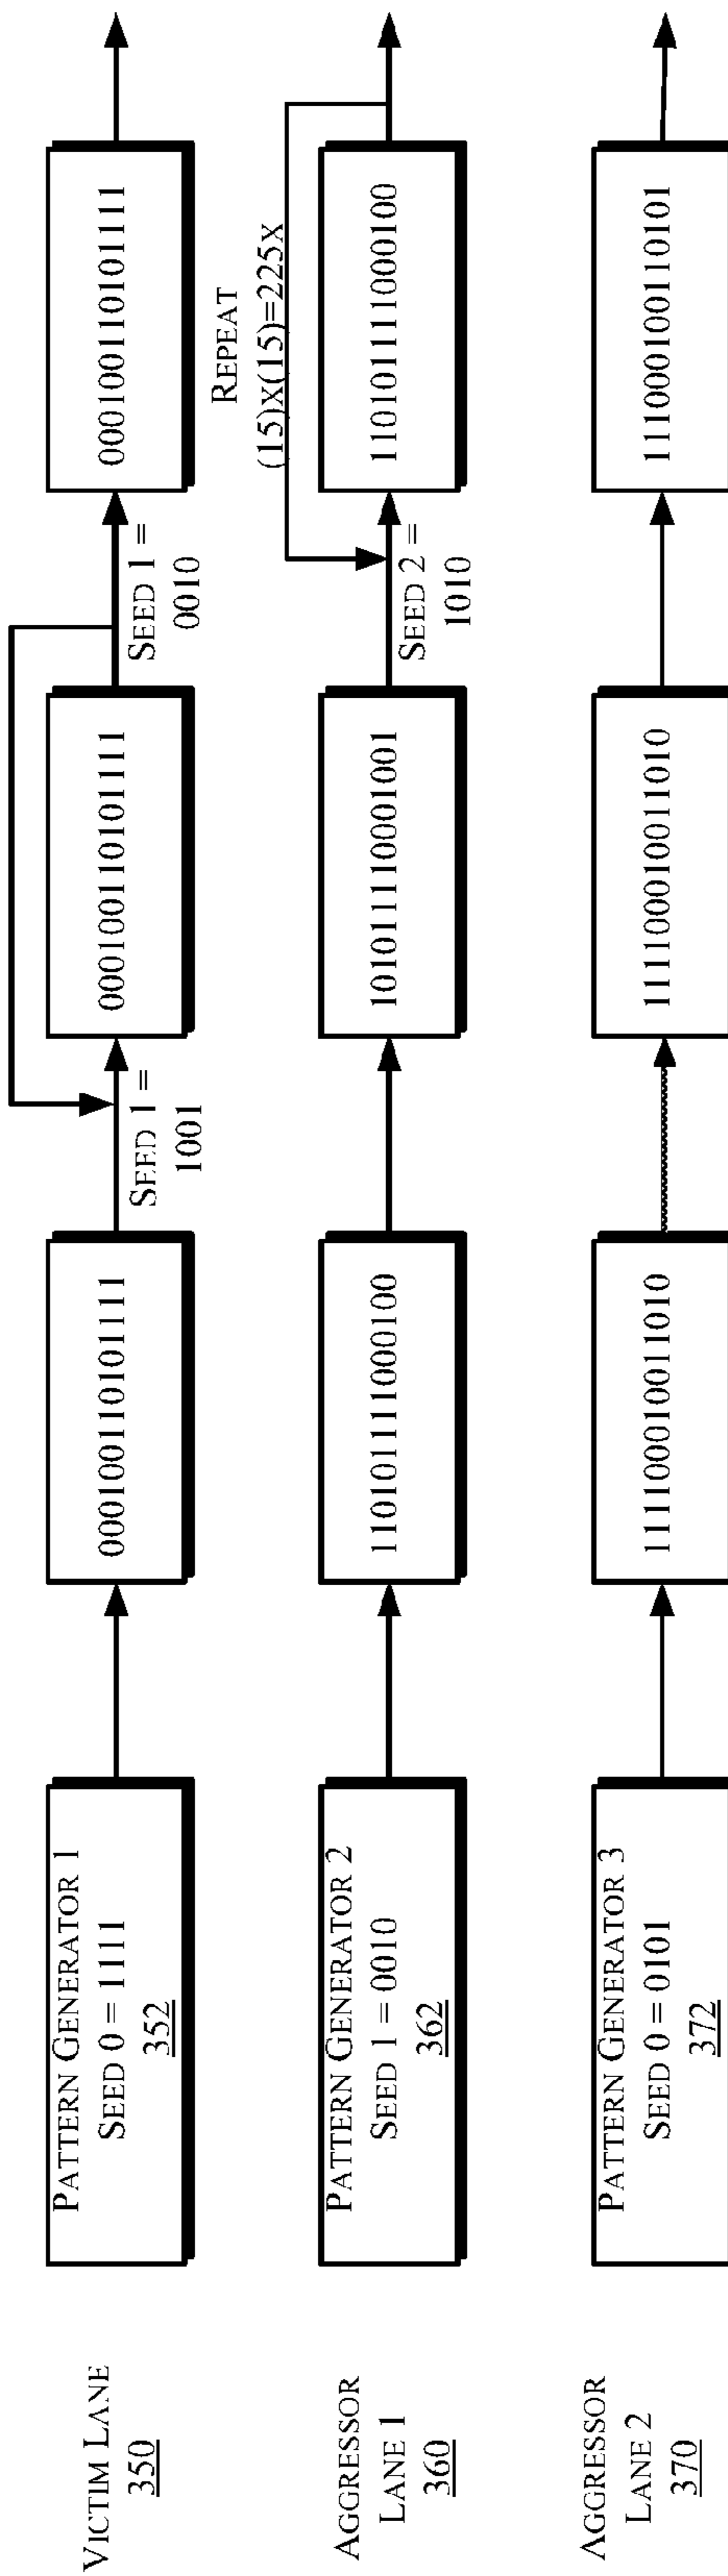 VICTIM LANE
350
PATTERN GENERATOR 1
SEED 0 = 1111
352
000100110101111
SEED 1 =
1001
000100110101111
SEED 1 =
0010
000100110101111
REPEAT
(15)X(15)=225X
AGGRESSOR
LANE 1
360
PATTERN GENERATOR 2
SEED 1 = 0010
362
110101111000100
101011110001001
SEED 2 =
1010
110101111000100
AGGRESSOR
LANE 2
370
PATTERN GENERATOR 3
SEED 0 = 0101
372
111100010011010
111100010011010
111000100110101